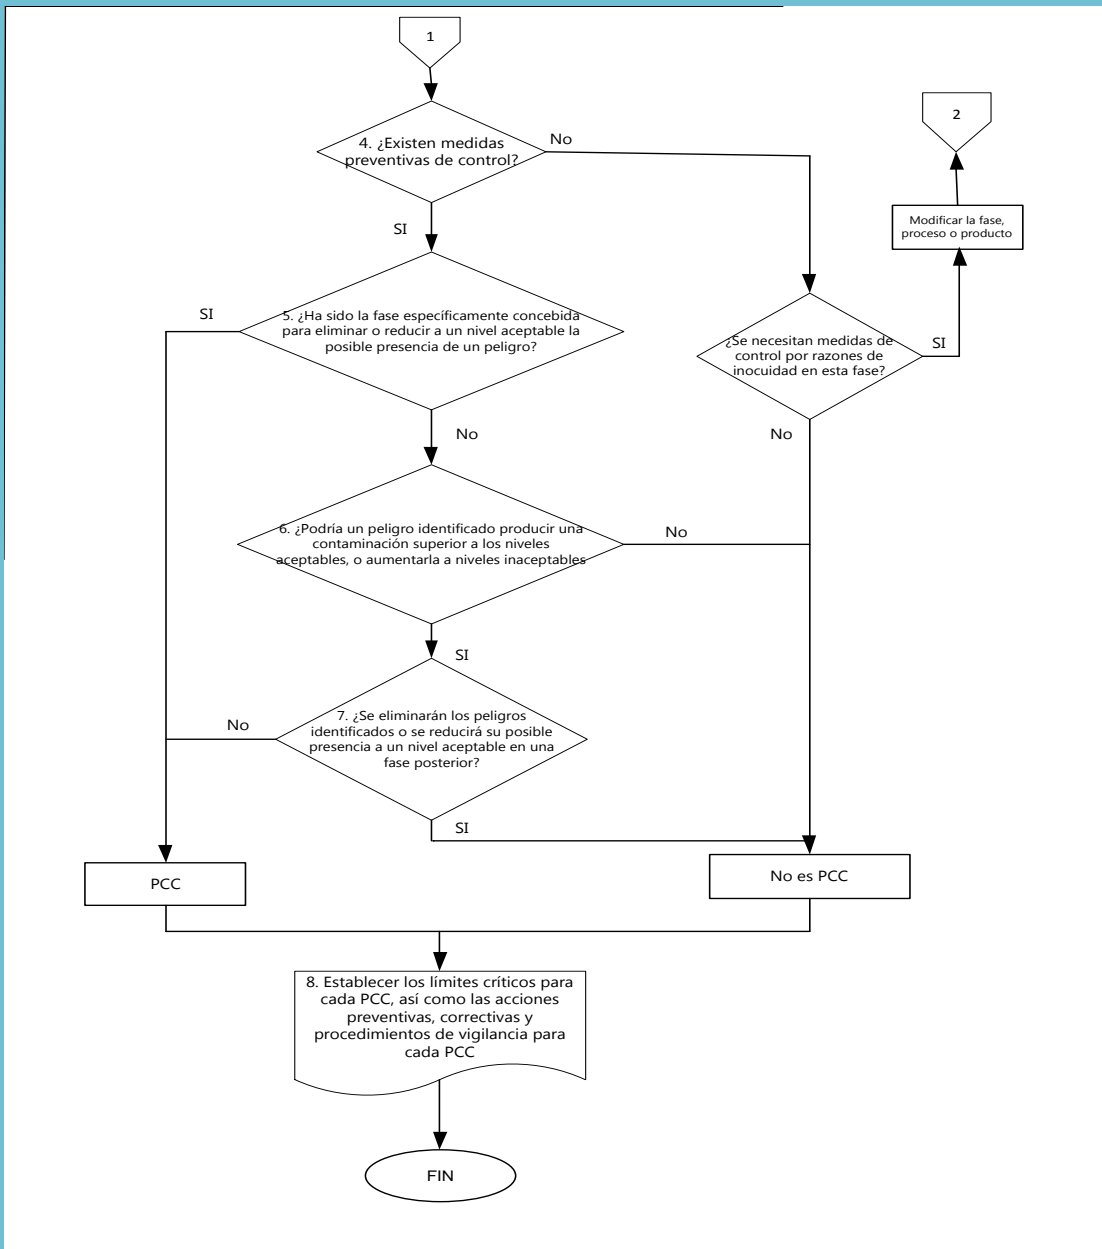 1
4. ¿Existen medidas
preventivas de control?
No
2
Modificar la fase,
proceso o producto
SI
5. ¿Ha sido la fase específicamente concebida
para eliminar o reducir a un nivel aceptable la
posible presencia de un peligro?
SI
¿Se necesitan medidas de
control por razones de
inocuidad en esta fase?
SI
No
No
6. ¿Podría un peligro identificado producir una
contaminación superior a los niveles
aceptables, o aumentarla a niveles inaceptables
No
SI
7. ¿Se eliminarán los peligros
identificados o se reducirá su posible
presencia a un nivel aceptable en una
fase posterior?
No
SI
PCC
No es PCC
8. Establecer los límites críticos para
cada PCC, así como las acciones
preventivas, correctivas y
procedimientos de vigilancia para
cada PCC
FIN